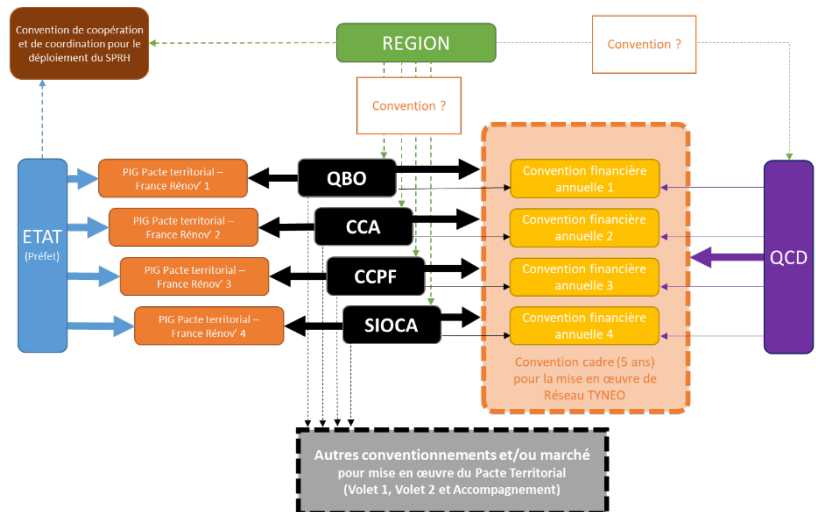 Convention de coopération
et de coordination pour le
déploiement du SPRH
REGION
Convention ?
Convention ?
ETAT
(Préfet)
PIG Pacte territorial –
France Rénov' 1
QBO
Convention financière
annuelle 1
PIG Pacte territorial –
France Rénov' 2
CCA
Convention financière
annuelle 2
PIG Pacte territorial –
France Rénov' 3
CCPF
Convention financière
annuelle 3
PIG Pacte territorial –
France Rénov' 4
SIOCA
Convention financière
annuelle 4
QCD
Convention cadre (5 ans)
pour la mise en œuvre de
Réseau TYNEO
Autres conventionnements et/ou marché
pour mise en œuvre du Pacte Territorial
(Volet 1, Volet 2 et Accompagnement)